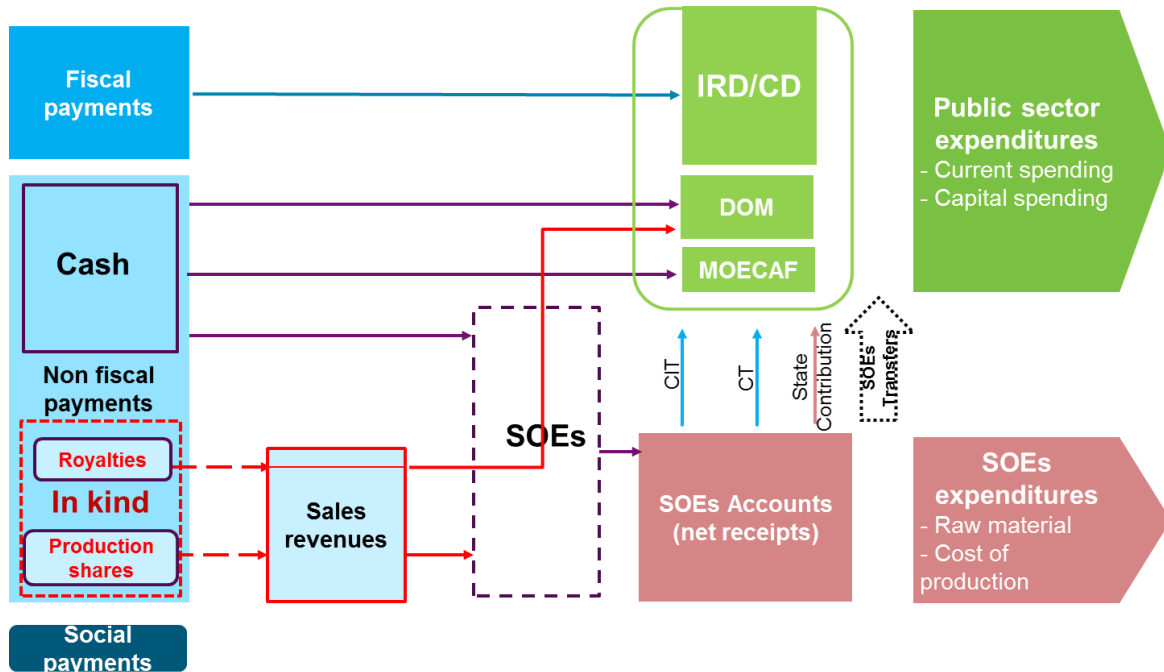 Fiscal
payments
IRD/CD
Public sector
expenditures
- Current spending
- Capital spending
Cash
DOM
MOECAF
Non fiscal
payments
Royalties
In kind
Production
shares
Sales
revenues
SOEs
CIT
CT
State
Contribution
SOEs
Transfers
SOEs Accounts
(net receipts)
SOEs
expenditures
- Raw material
- Cost of
production
Social
payments